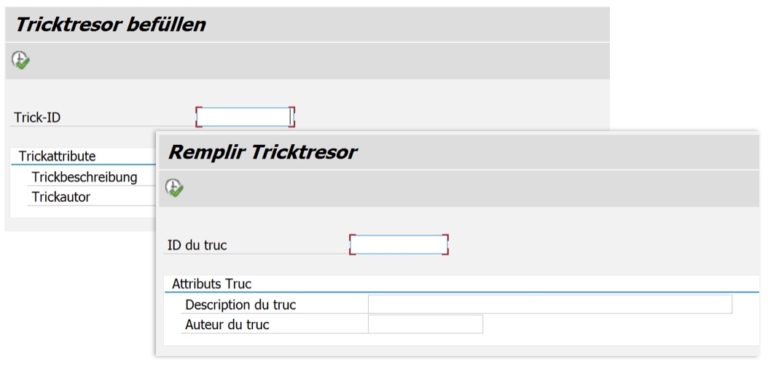 Tricktresor befüllen
Trick-ID
Trickattribute
Trickbeschreibung
Trickautor
Remplir Tricktresor
ID du truc
Attributs Truc
Description du truc
Auteur du truc